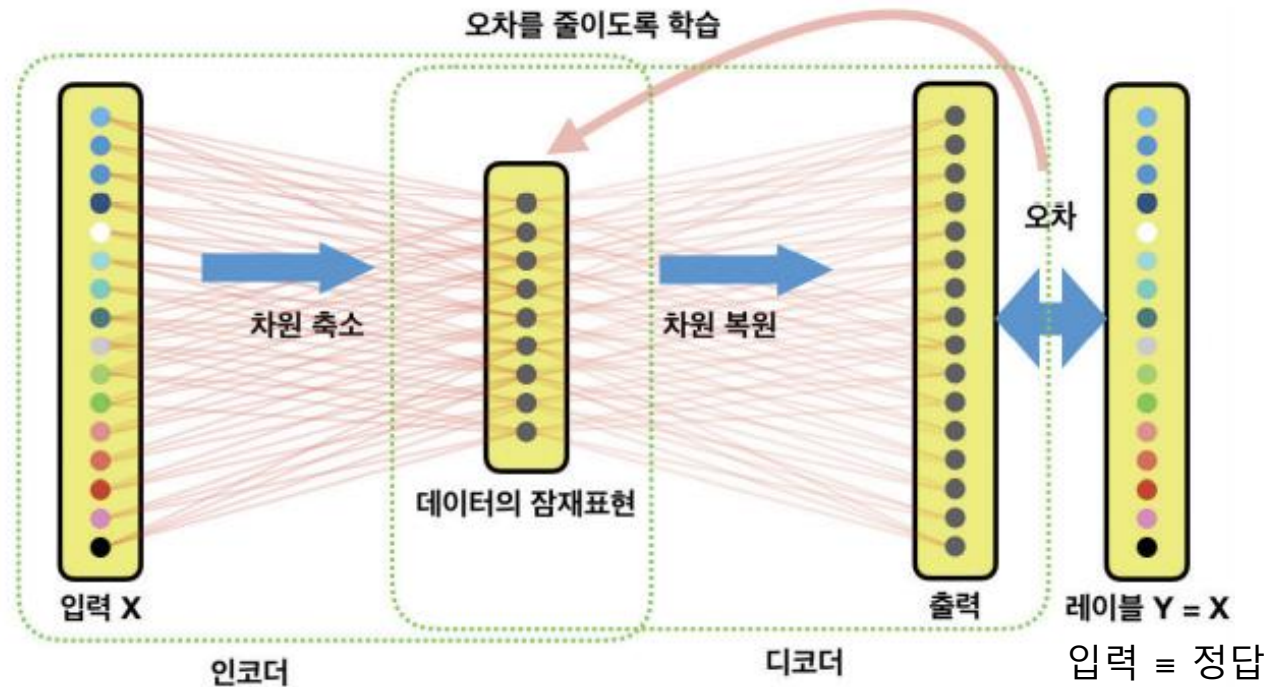 오차를 줄이도록 학습
오차
차원 축소
차원 복원
데이터의 잠재표현
입력 X
출력
레이블 Y = X
인코더
디코더
입력 ≡ 정답